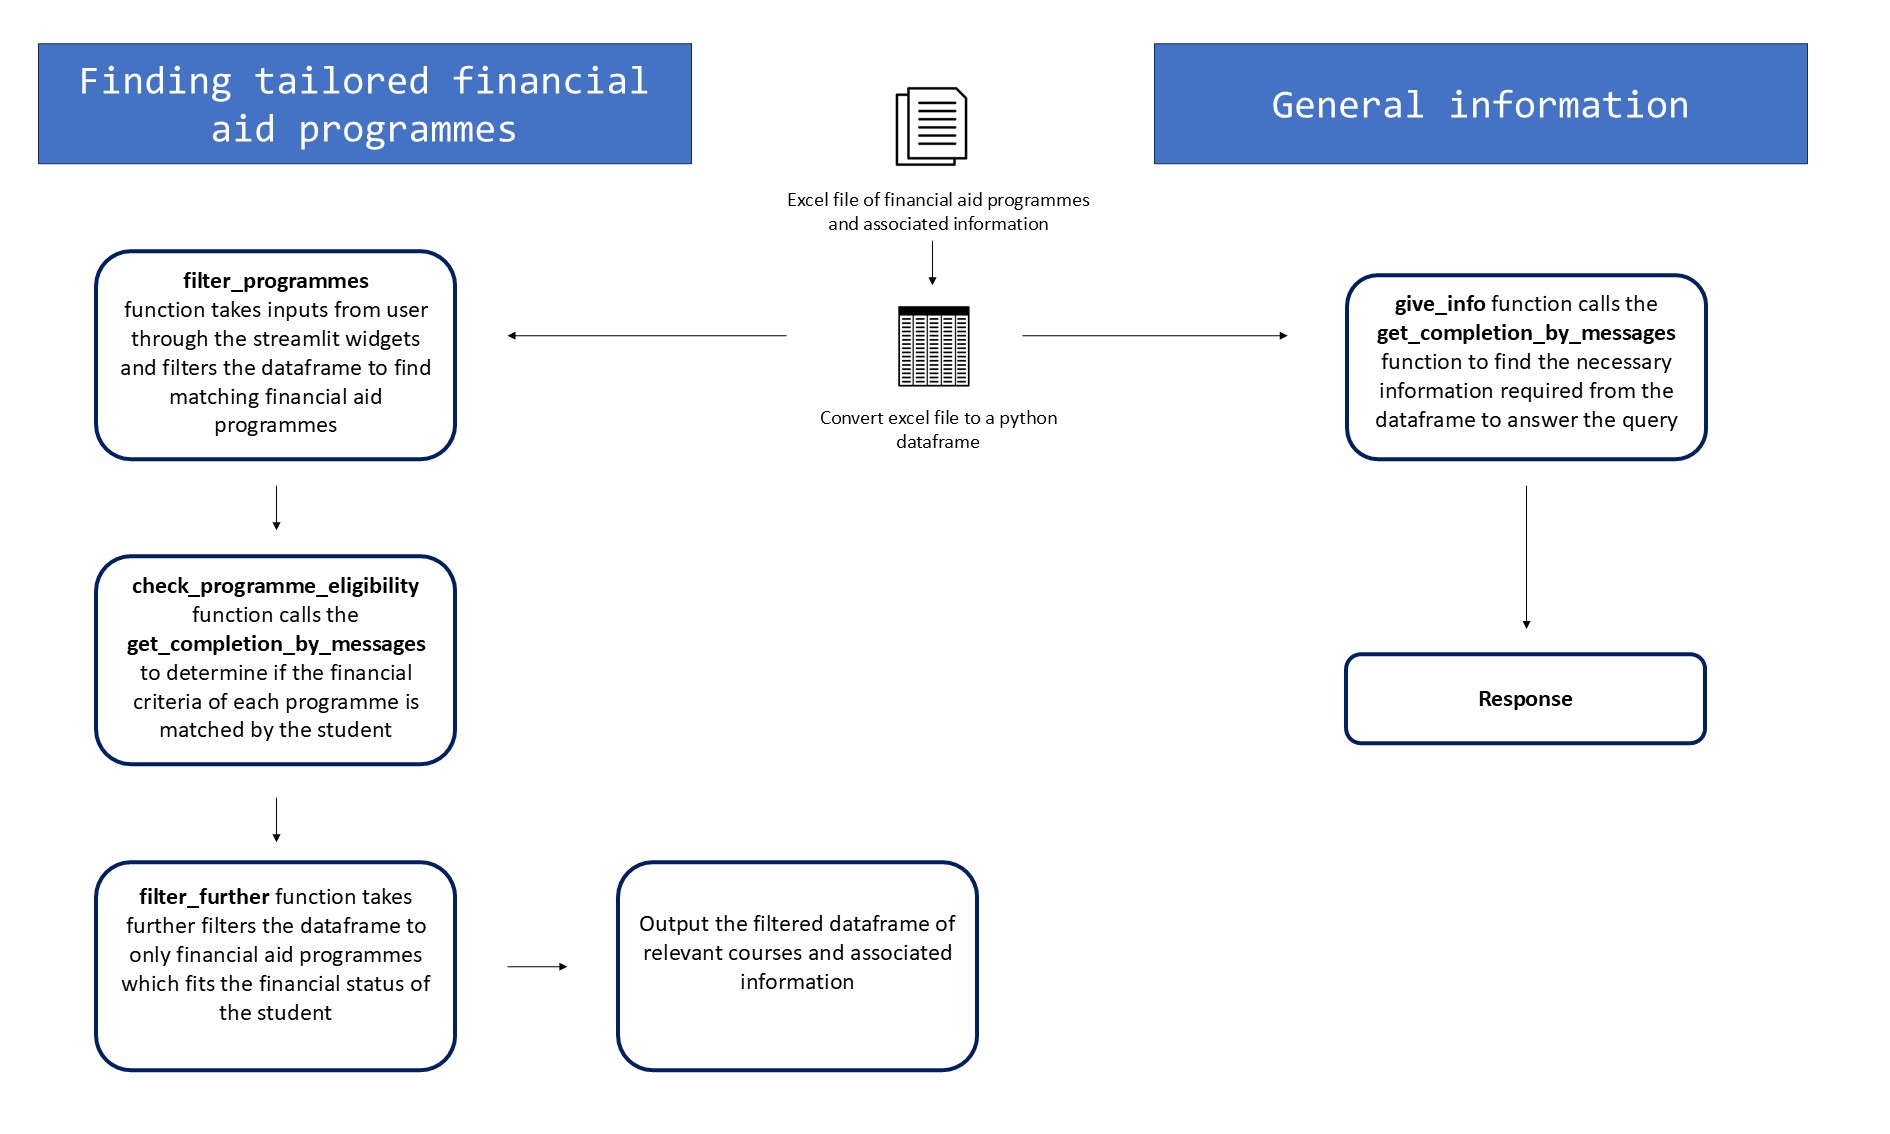 Finding tailored financial
aid programmes
General information
Excel file of financial aid programmes
and associated information
Convert excel file to a python
dataframe
filter_programmes
function takes inputs from user
through the streamlit widgets
and filters the dataframe to find
matching financial aid
programmes
check_programme_eligibility
function calls the
get_completion_by_messages
to determine if the financial
criteria of each programme is
matched by the student
filter_further function takes
further filters the dataframe to
only financial aid programmes
which fits the financial status of
the student
Output the filtered dataframe of
relevant courses and associated
information
give_info function calls the
get_completion_by_messages
function to find the necessary
information required from the
dataframe to answer the query
Response